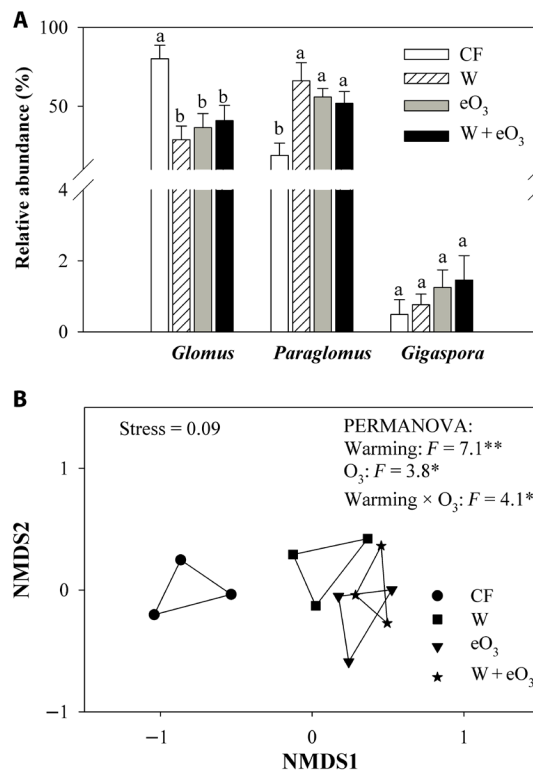 A
100
50
4
2
0
Relative abundance (%)
a
b
b
b
b
a
a
a
a
a
a
a
CF
W
eO₃
W + eO₃
Glomus
Paraglomus
Gigaspora
B
Stress = 0.09
PERMANOVA:
Warming: F = 7.1**
O₃: F = 3.8*
Warming × O₃: F = 4.1*
1
0
−1
NMDS2
CF
W
eO₃
W + eO₃
−1
0
1
NMDS1